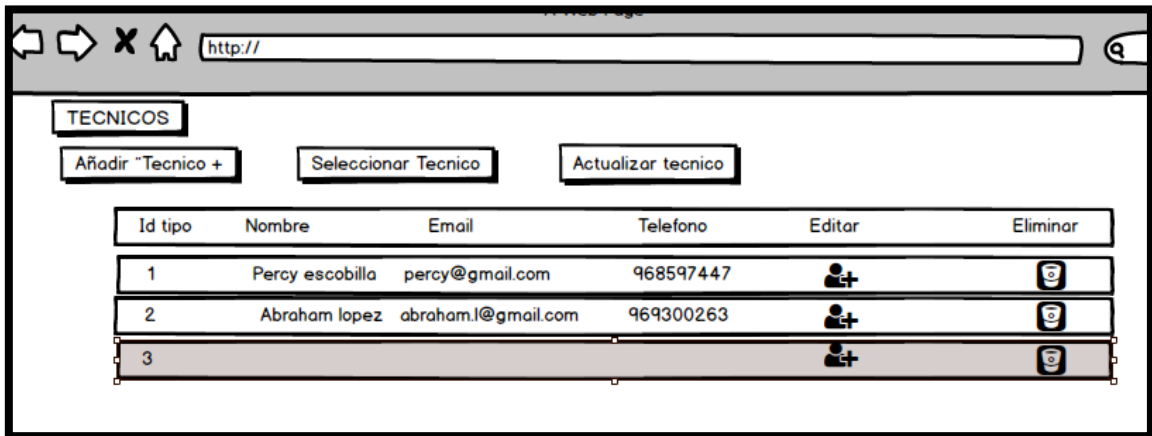 http://
TECNICOS
Añadir "Tecnico + Seleccionar Tecnico Actualizar tecnico
Id tipo Nombre Email Telefono Editar Eliminar
1 Percy escobilla percy@gmail.com 968597447
2 Abraham lopez abraham.l@gmail.com 969300263
3